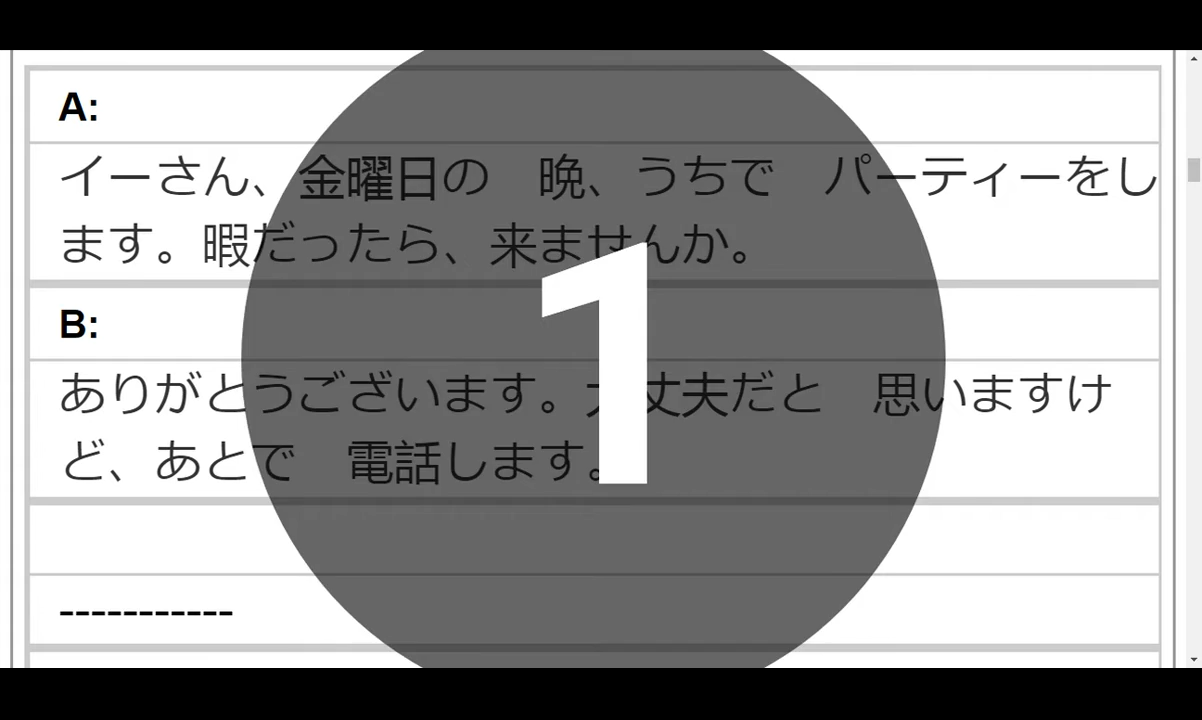 A:
イーさん、金曜日の　晩、うちで　パーティーをし
ます。暇だったら、来ませんか。
B:
ありがとうございます。大丈夫だと　思いますけ
ど、あとで　電話します。
-----------
1